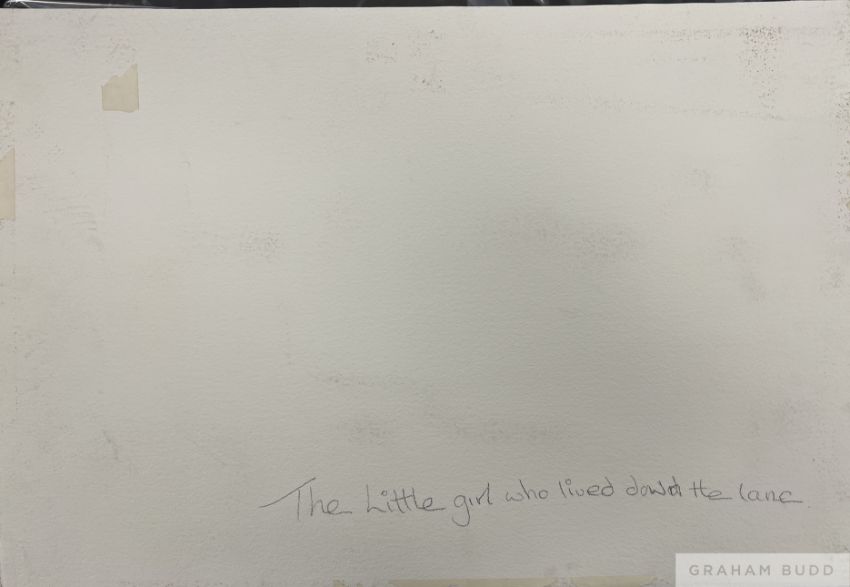 The Little girl who lived down the lane
GRAHAM BUDD